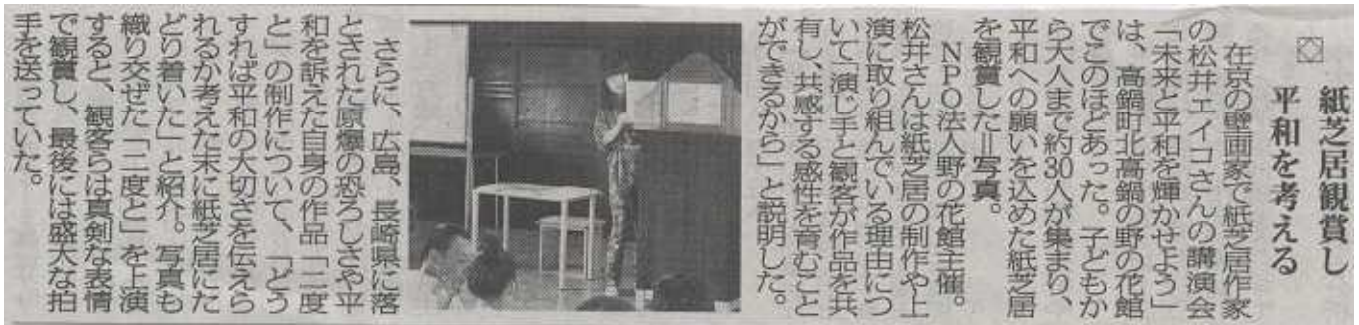 紙芝居観賞し
平和を考える
在京の壁画家で紙芝居作家
の松井エイコさんの講演会
「未来と平和を輝かせよう」
は、高鍋町北高鍋の野の花館
でこのほどあった。子どもか
ら大人まで約30人が集まり、
平和への願いを込めた紙芝居
を観賞した＝写真。
NPO法人野の花館主催。
松井さんは紙芝居の制作や上
演に取り組んでいる理由につ
いて「演じ手と観客が作品を共
有し、共感する感性を育むこと
ができるから」と説明した。
さらに、広島、長崎県に落
とされた原爆の恐ろしさや平
和を訴えた自身の作品「二度
と」の制作について、「どう
すれば平和の大切さを伝えら
れるか考えた末に紙芝居にた
どり着いた」と紹介。写真も
織り交ぜた「二度と」を上演
すると、観客らは真剣な表情
で観賞し、最後には盛大な拍
手を送っていた。